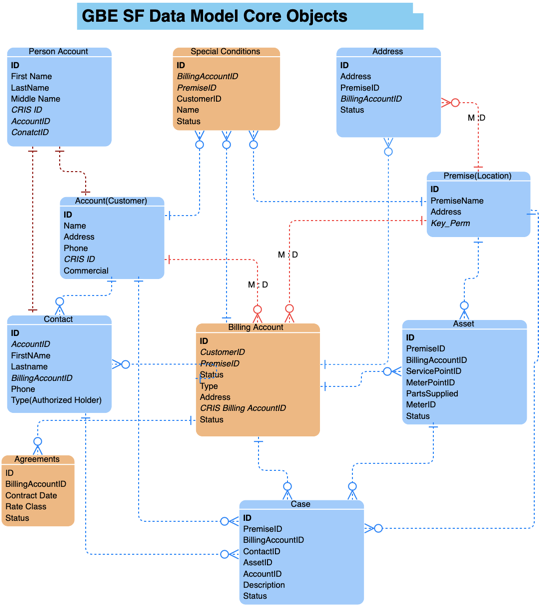 GBE SF Data Model Core Objects
Person Account
ID
First Name
LastName
Middle Name
CRIS ID
AccountID
ConatctID
Special Conditions
ID
BillingAccountID
PremiseID
CustomerID
Name
Status
Address
ID
Address
PremiseID
BillingAccountID
Status
M : D
Premise(Location)
ID
PremiseName
Address
Key_Perm
Account(Customer)
ID
Name
Address
Phone
CRIS ID
Commercial
M : D
M : D
Contact
ID
AccountID
FirstNAme
Lastname
BillingAccountID
Phone
Type(Authorized Holder)
Billing Account
ID
CustomerID
PremiseID
Status
Type
Address
CRIS Billing AccountID
Status
Asset
ID
PremiseID
BillingAccountID
ServicePointID
MeterPointID
PartsSupplied
MeterID
Status
Agreements
ID
BillingAccountID
Contract Date
Rate Class
Status
Case
ID
PremiseID
BillingAccountID
ContactID
AssetID
AccountID
Description
Status